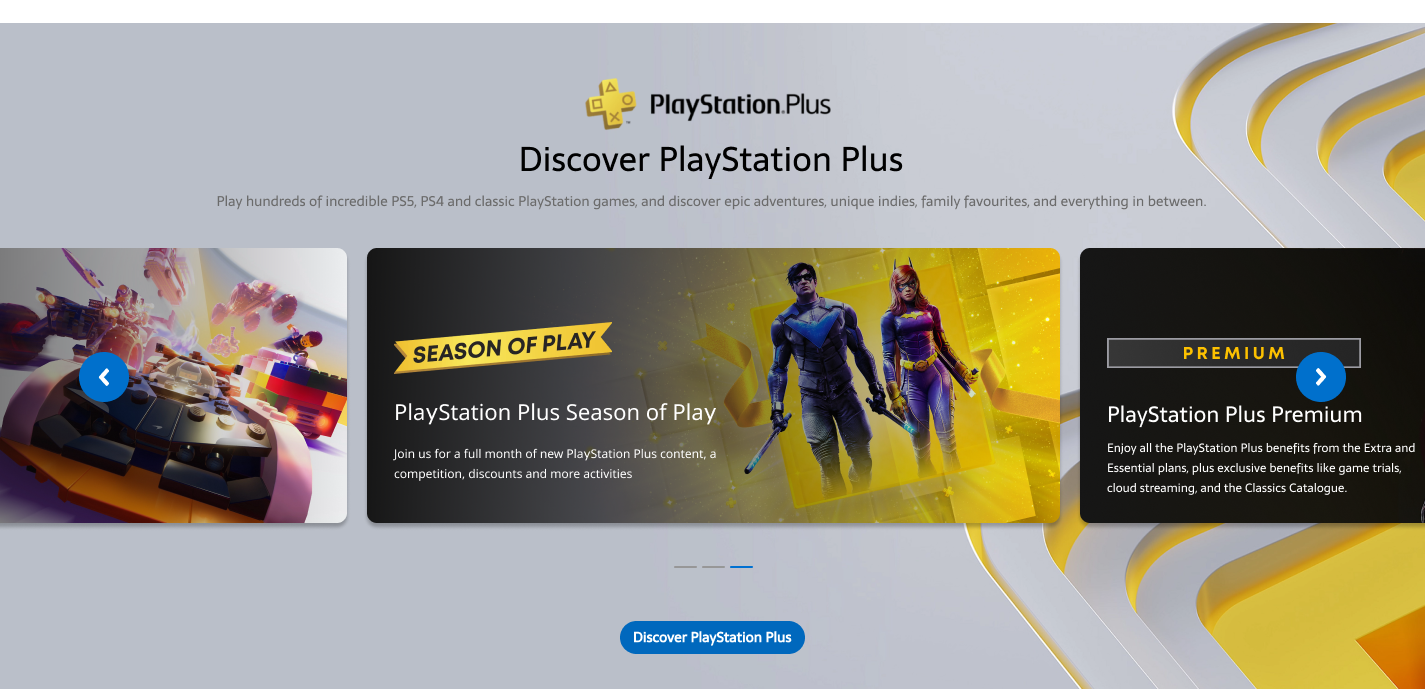 PlayStation.Plus
Discover PlayStation Plus
Play hundreds of incredible PS5, PS4 and classic PlayStation games, and discover epic adventures, unique indies, family favourites, and everything in between.
SEASON OF PLAY
PlayStation Plus Season of Play
Join us for a full month of new PlayStation Plus content, a
competition, discounts and more activities
PREMIUM
PlayStation Plus Premium
Enjoy all the PlayStation Plus benefits from the Extra and
Essential plans, plus exclusive benefits like game trials,
cloud streaming, and the Classics Catalogue.
Discover PlayStation Plus